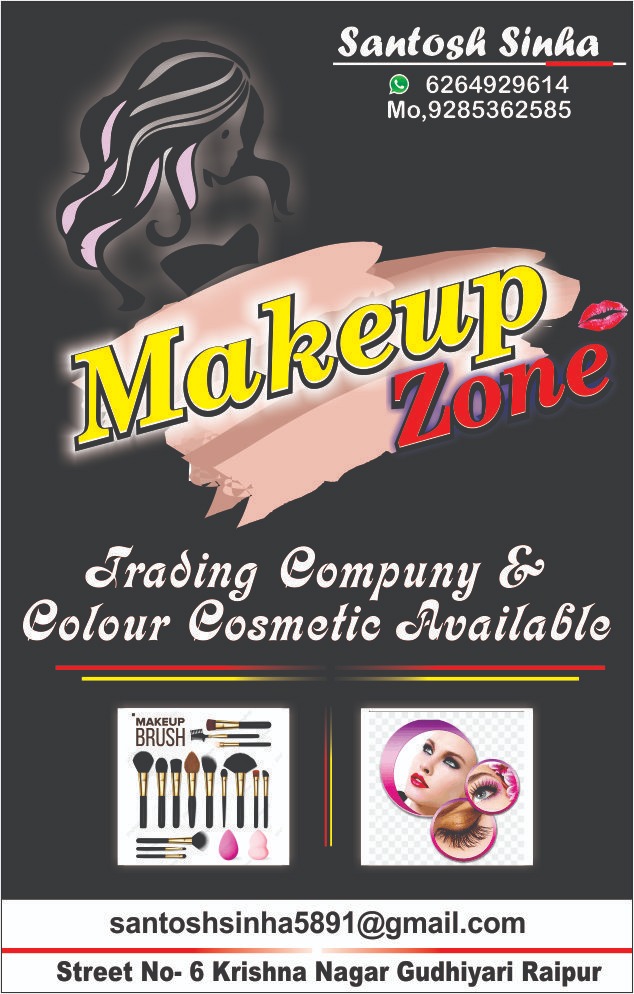 Santosh Sinha
6264929614
Mo,9285362585
Makeup
Zone
Trading Compuny &
Colour Cosmetic Available
MAKEUP
BRUSH
santoshsinha5891@gmail.com
Street No- 6 Krishna Nagar Gudhiyari Raipur